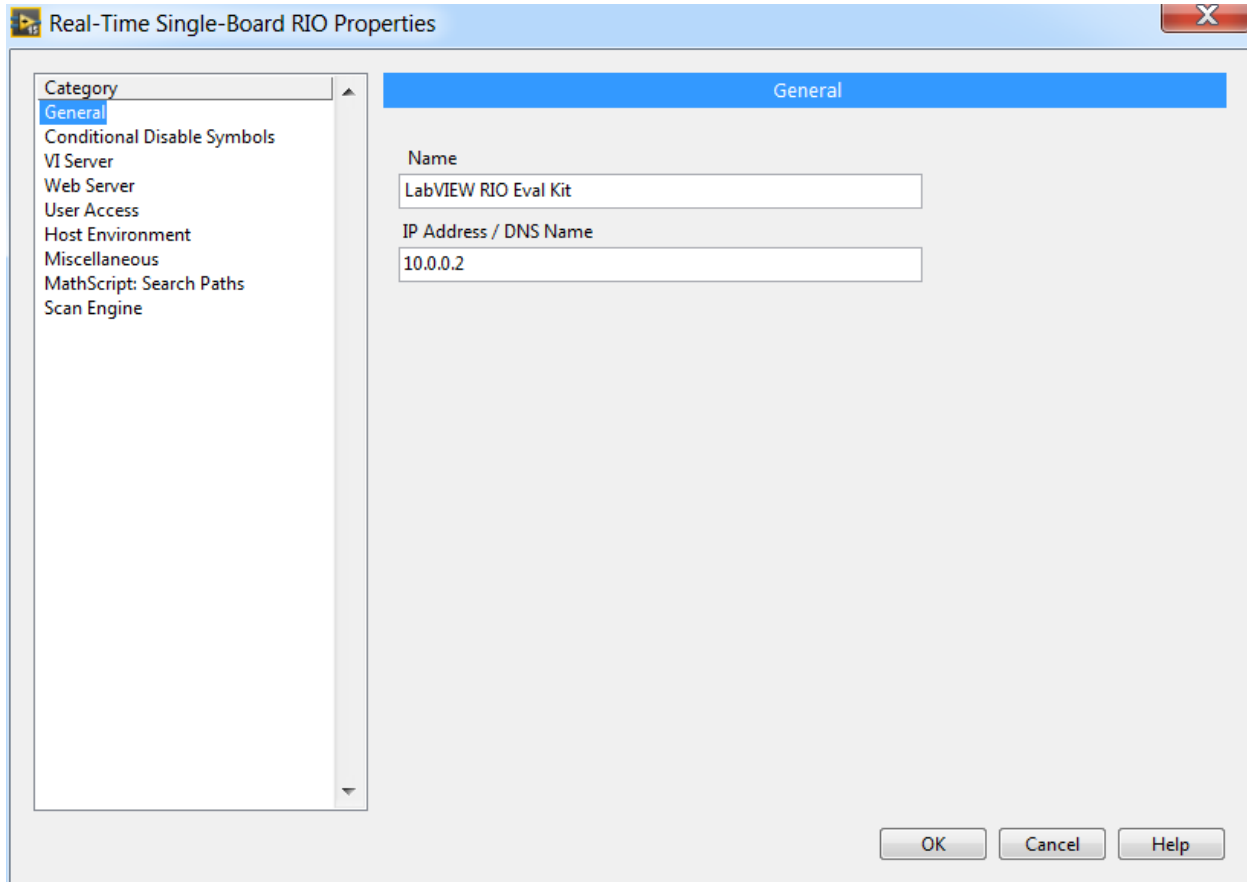 Real-Time Single-Board RIO Properties
Category
General
Conditional Disable Symbols
VI Server
Web Server
User Access
Host Environment
Miscellaneous
MathScript: Search Paths
Scan Engine
General
Name
LabVIEW RIO Eval Kit
IP Address / DNS Name
10.0.0.2
OK
Cancel
Help